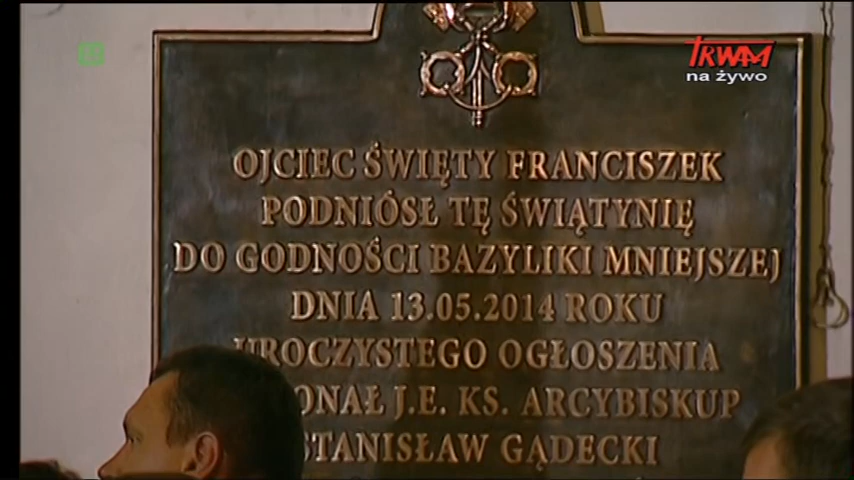 TRWAM
na żywo
OJCIEC ŚWIĘTY FRANCISZEK
PODNIÓSŁ TĘ ŚWIĄTYNIĘ
DO GODNOŚCI BAZYLIKI MNIEJSZEJ
DNIA 13.05.2014 ROKU
UROCZYSTEGO OGŁOSZENIA
J.E. KS. ARCYBISKUP
STANISŁAW GĄDECKI